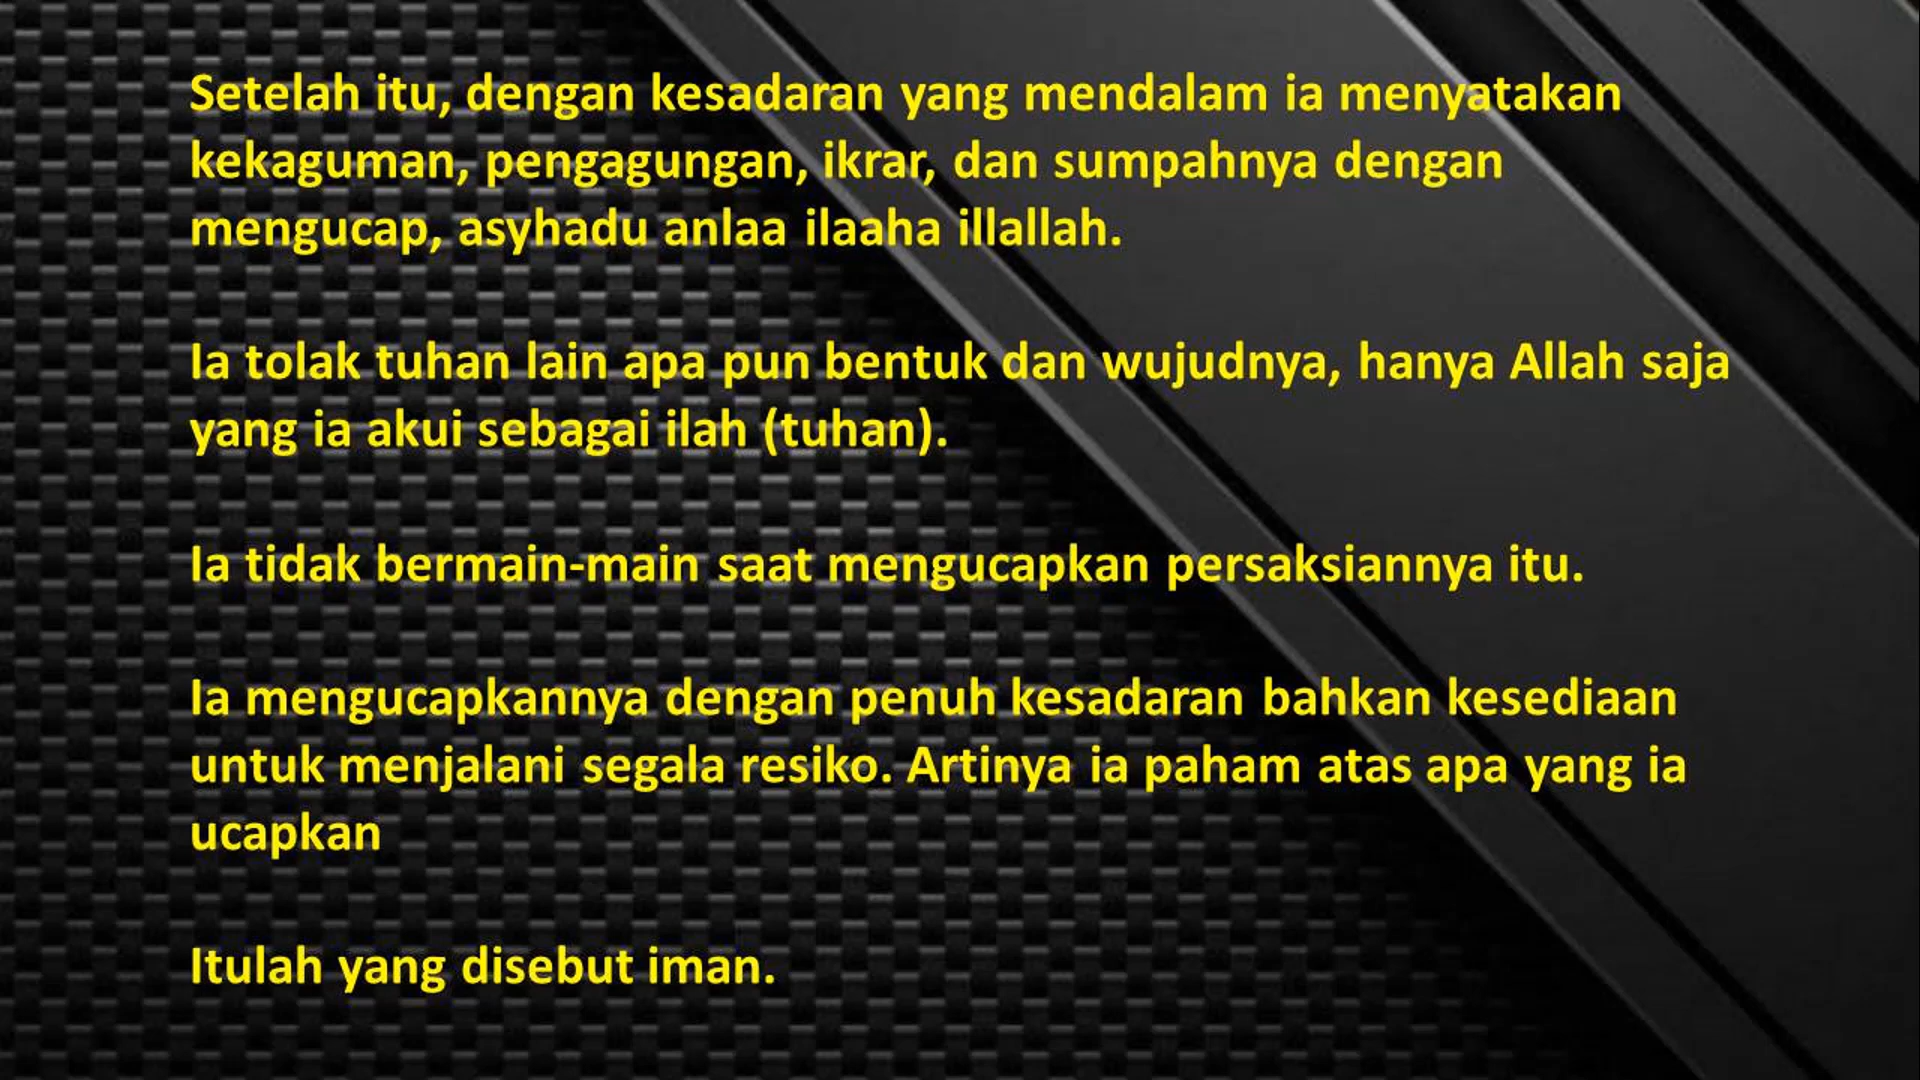 Setelah itu, dengan kesadaran yang mendalam ia menyatakan
kekaguman, pengagungan, ikrar, dan sumpahnya dengan
mengucap, asyhadu anlaa ilaaha illallah.
Ia tolak tuhan lain apa pun bentuk dan wujudnya, hanya Allah saja
yang ia akui sebagai ilah (tuhan).
Ia tidak bermain-main saat mengucapkan persaksiannya itu.
Ia mengucapkannya dengan penuh kesadaran bahkan kesediaan
untuk menjalani segala resiko. Artinya ia paham atas apa yang ia
ucapkan
Itulah yang disebut iman.